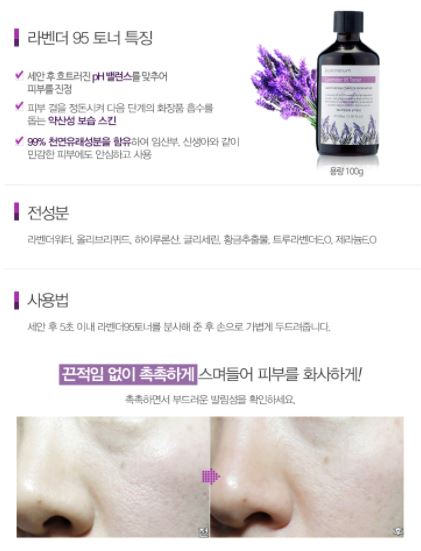 라벤더 95 토너 특징
세안 후 흐트러진 pH 밸런스를 맞추어
피부를 진정
피부 결을 정돈시켜 다음 단계의 화장품 흡수를
돕는 약산성 보습 스킨
99% 천연유래성분을 함유하여 임산부, 신생아와 같이
민감한 피부에도 안심하고 사용
Lavender 95 Toner
용량 100g
전성분
라벤더워터, 올리브리퀴드, 하이루론산, 글리세린, 황금추출물, 트루라벤더E.O, 제라늄E.O
사용법
세안 후 5초 이내 라벤더95토너를 분사해 준 후 손으로 가볍게 두드려줍니다.
끈적임 없이 촉촉하게 스며들어 피부를 화사하게!
촉촉하면서 부드러운 발림성을 확인하세요.
전
후